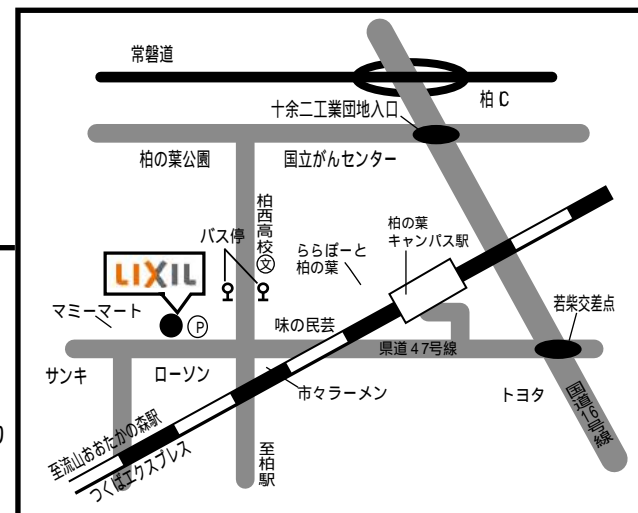 常磐道
柏 C
十余二工業団地入口
柏の葉公園
国立がんセンター
柏西高校
文
バス停
ららぽーと
柏の葉
柏の葉
キャンパス駅
LIXIL
マミーマート
P
味の民芸
若柴交差点
県道47号線
サンキ
ローソン
市々ラーメン
トヨタ
国道16号線
至流山おおたかの森駅
つくばエクスプレス
至柏駅
り